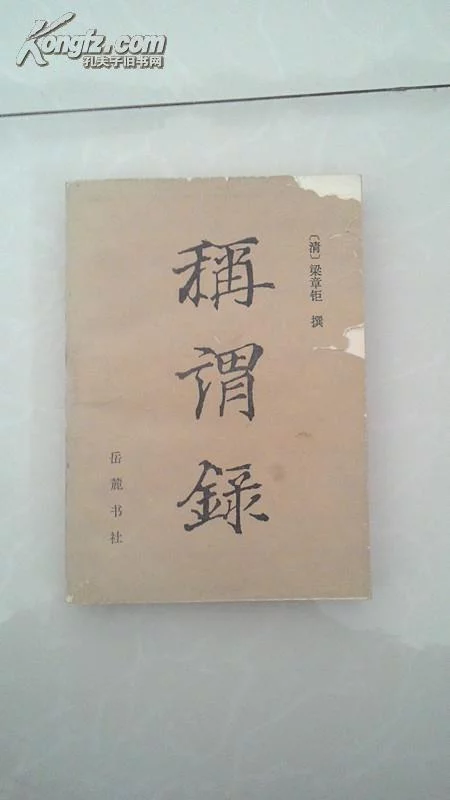 Kongfz.com
孔夫子旧书网
〔清〕梁章钜 撰
稱謂錄
岳麓书社